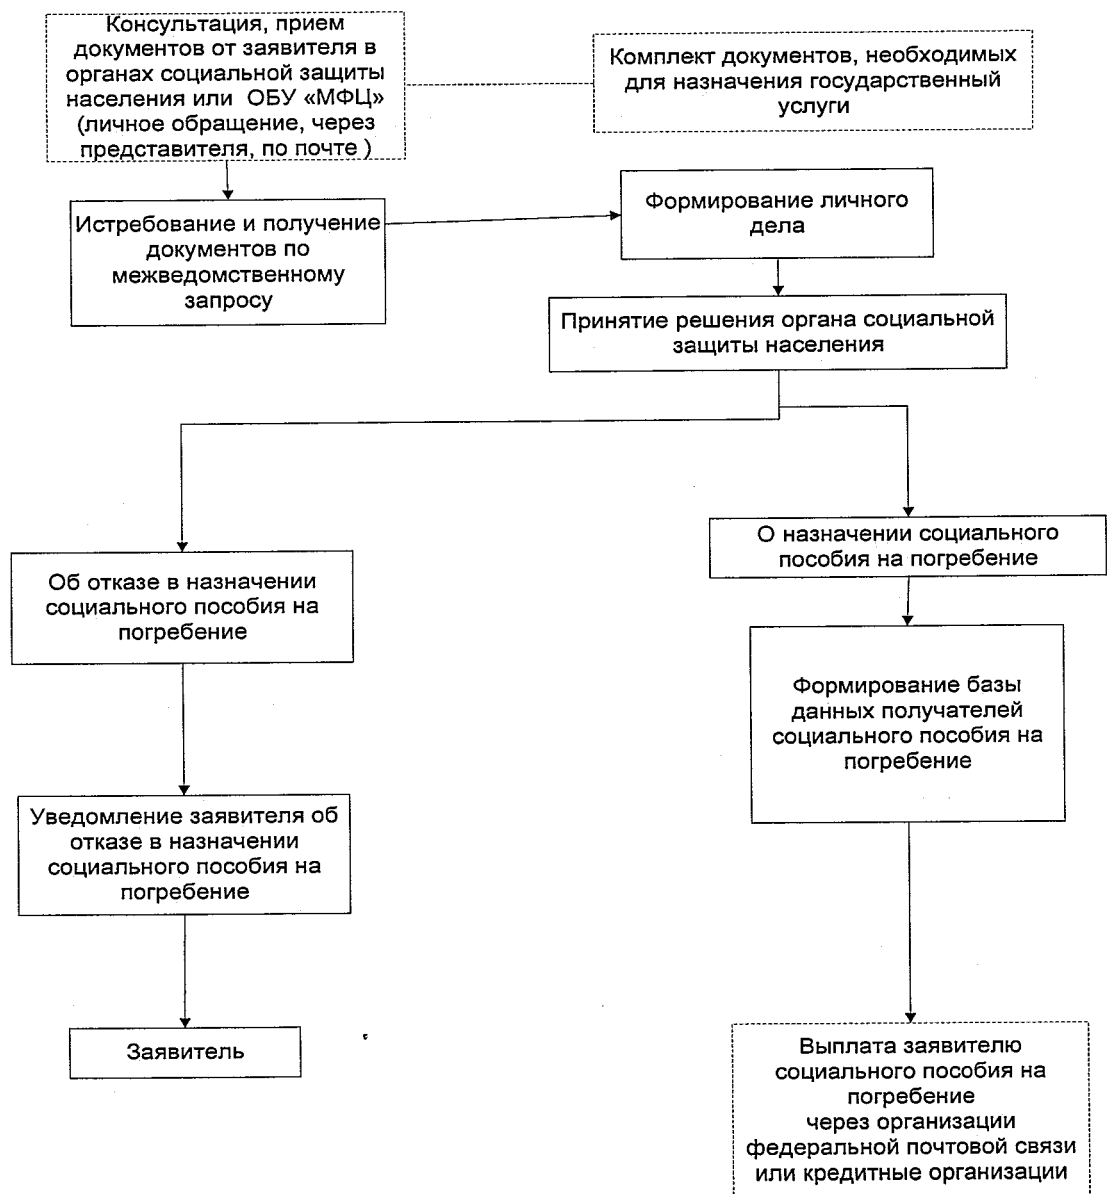 Консультация, прием
документов от заявителя в
органах социальной защиты
населения или ОБУ «МФЦ»
(личное обращение, через
представителя, по почте )
Комплект документов, необходимых
для назначения государственный
услуги
Истребование и получение
документов по
межведомственному
запросу
Формирование личного
дела
Принятие решения органа социальной
защиты населения
Об отказе в назначении
социального пособия на
погребение
О назначении социального
пособия на погребение
Формирование базы
данных получателей
социального пособия на
погребение
Уведомление заявителя об
отказе в назначении
социального пособия на
погребение
Заявитель
Выплата заявителю
социального пособия на
погребение
через организации
федеральной почтовой связи
или кредитные организации